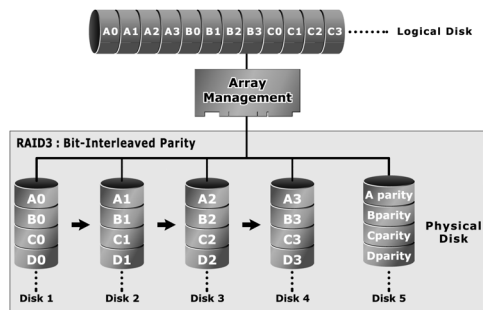 A0 A1 A2 A3 B0 B1 B2 B3 C0 C1 C2 C3 Logical Disk
Array
Management
RAID3 : Bit-Interleaved Parity
A0 A1 A2 A3 A parity
B0 B1 B2 B3 Bparity
C0 C1 C2 C3 Cparity
D0 D1 D2 D3 Dparity
Physical
Disk
Disk 1 Disk 2 Disk 3 Disk 4 Disk 5